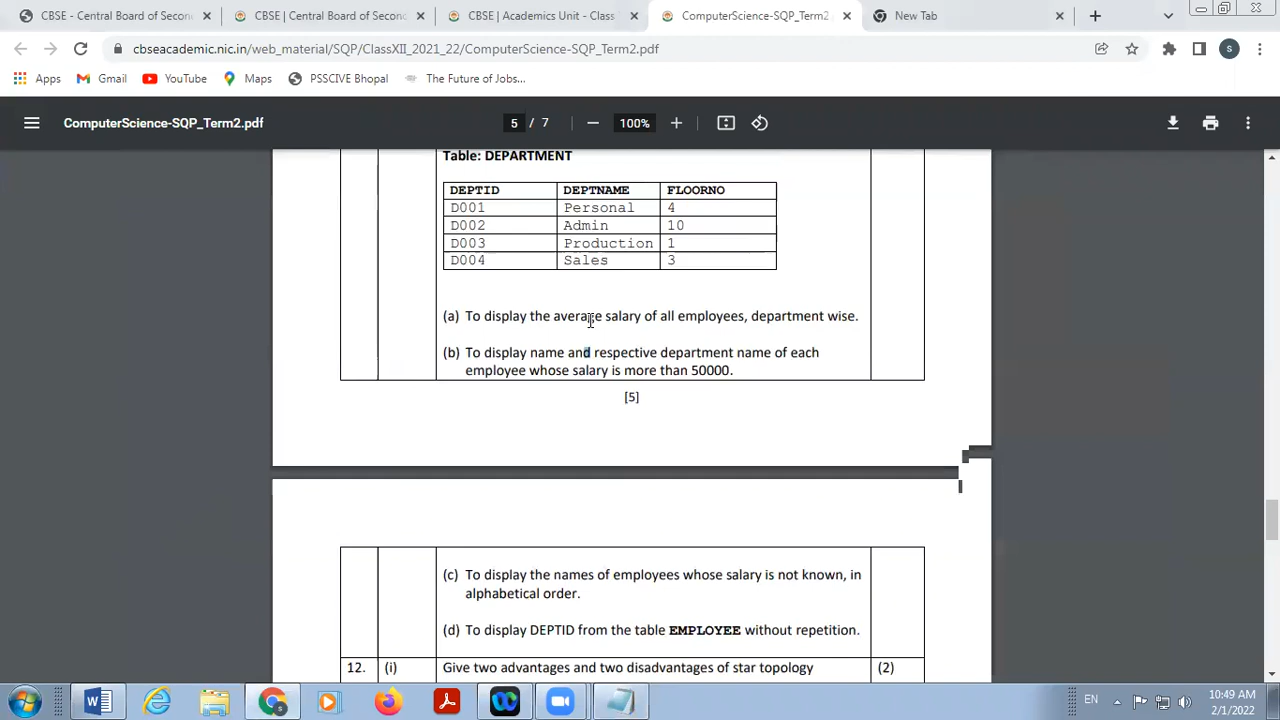 CBSE - Central Board of Secon
CBSE | Central Board of Second
CBSE | Academics Unit - Class
ComputerScience-SQP_Term2
New Tab
cbseacademic.nic.in/web_material/SQP/ClassXII_2021_22/ComputerScience-SQP_Term2.pdf
S
Apps
Gmail
YouTube
Maps
PSSCIVE Bhopal
The Future of Jobs...
ComputerScience-SQP_Term2.pdf
5 / 7
100%
Table: DEPARTMENT
DEPTID DEPTNAME FLOORNO
D001 Personal 4
D002 Admin 10
D003 Production 1
D004 Sales 3
(a) To display the average salary of all employees, department wise.
(b) To display name and respective department name of each
employee whose salary is more than 50000.
[5]
(c) To display the names of employees whose salary is not known, in
alphabetical order.
(d) To display DEPTID from the table EMPLOYEE without repetition.
12. (i) Give two advantages and two disadvantages of star topology (2)
EN
10:49 AM
2/1/2022